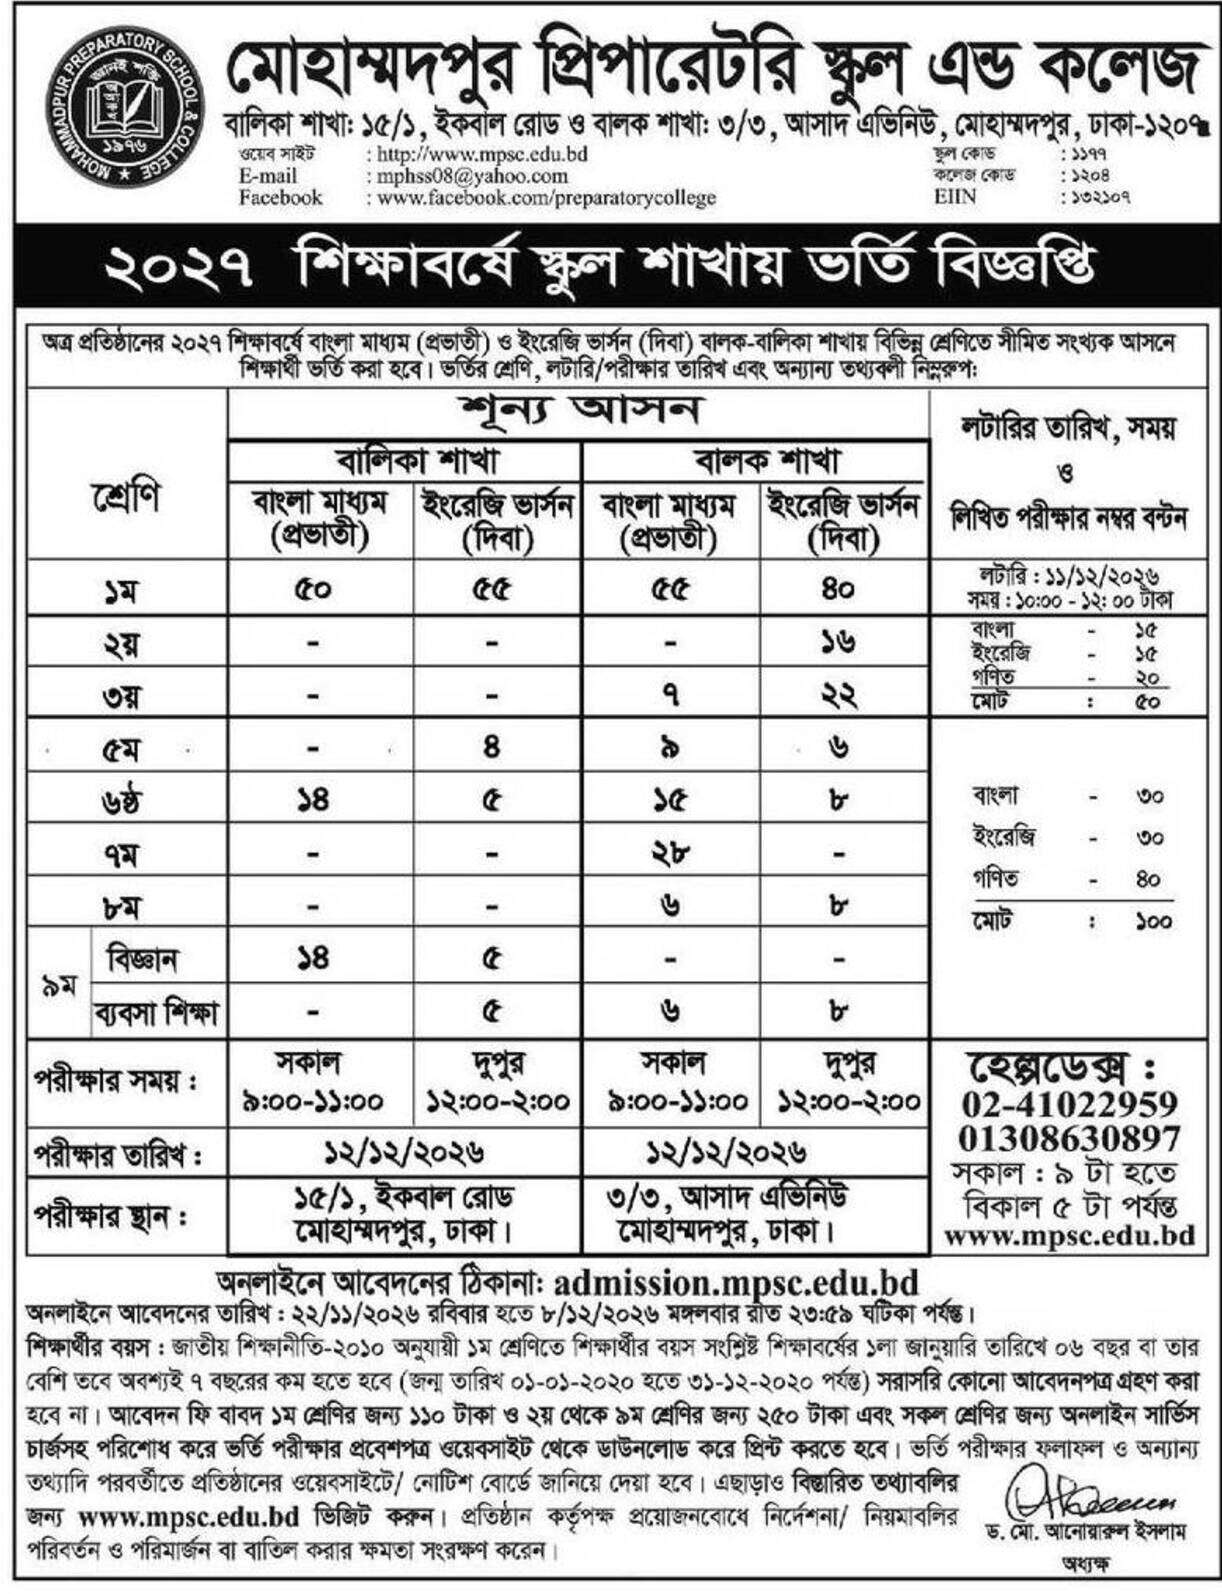 MOHAMMADPUR PREPARATORY SCHOOL & COLLEGE
জ্ঞানই শক্তি
১৯৭৬
মোহাম্মদপুর প্রিপারেটরি স্কুল এন্ড কলেজ
বালিকা শাখা: ১৫/১, ইকবাল রোড ও বালক শাখা: ৩/৩, আসাদ এভিনিউ, মোহাম্মদপুর, ঢাকা-১২০৭
ওয়েব সাইট : http://www.mpsc.edu.bd স্কুল কোড : ১১৭৭
E-mail : mphss08@yahoo.com কলেজ কোড : ১২০৪
Facebook : www.facebook.com/preparatorycollege EIIN : ১৩২১০৭
২০২৭ শিক্ষাবর্ষে স্কুল শাখায় ভর্তি বিজ্ঞপ্তি
অত্র প্রতিষ্ঠানের ২০২৭ শিক্ষাবর্ষে বাংলা মাধ্যম (প্রভাতী) ও ইংরেজি ভার্সন (দিবা) বালক-বালিকা শাখায় বিভিন্ন শ্রেণিতে সীমিত সংখ্যক আসনে
শিক্ষার্থী ভর্তি করা হবে। ভর্তির শ্রেণি, লটারি/পরীক্ষার তারিখ এবং অন্যান্য তথ্যবলী নিম্নরুপ:
শ্রেণি
শূন্য আসন
বালিকা শাখা বালক শাখা
বাংলা মাধ্যম ইংরেজি ভার্সন বাংলা মাধ্যম ইংরেজি ভার্সন
(প্রভাতী) (দিবা) (প্রভাতী) (দিবা)
লটারির তারিখ, সময়
ও
লিখিত পরীক্ষার নম্বর বন্টন
১ম ৫০ ৫৫ ৫৫ ৪০
লটারি : ১১/১২/২০২৬
সময় : ১০:০০ - ১২: ০০ টাকা
২য় - - - ১৬
৩য় - - ৭ ২২
বাংলা - ১৫
ইংরেজি - ১৫
গণিত - ২০
মোট : ৫০
৫ম - ৪ ৯ ৬
৬ষ্ঠ ১৪ ৫ ১৫ ৮
৭ম - - ২৮ -
৮ম - - ৬ ৮
৯ম
বিজ্ঞান ১৪ ৫ - -
ব্যবসা শিক্ষা - ৫ ৬ ৮
বাংলা - ৩০
ইংরেজি - ৩০
গণিত - ৪০
মোট : ১০০
পরীক্ষার সময় :
সকাল দুপুর সকাল দুপুর
৯:০০-১১:০০ ১২:০০-২:০০ ৯:০০-১১:০০ ১২:০০-২:০০
পরীক্ষার তারিখ : ১২/১২/২০২৬ ১২/১২/২০২৬
পরীক্ষার স্থান :
১৫/১, ইকবাল রোড ৩/৩, আসাদ এভিনিউ
মোহাম্মদপুর, ঢাকা। মোহাম্মদপুর, ঢাকা।
হেল্পডেক্স :
02-41022959
01308630897
সকাল : ৯ টা হতে
বিকাল ৫ টা পর্যন্ত
www.mpsc.edu.bd
অনলাইনে আবেদনের ঠিকানা: admission.mpsc.edu.bd
অনলাইনে আবেদনের তারিখ : ২২/১১/২০২৬ রবিবার হতে ৮/১২/২০২৬ মঙ্গলবার রাত ২৩:৫৯ ঘটিকা পর্যন্ত।
শিক্ষার্থীর বয়স : জাতীয় শিক্ষানীতি-২০১০ অনুযায়ী ১ম শ্রেণিতে শিক্ষার্থীর বয়স সংশ্লিষ্ট শিক্ষাবর্ষের ১লা জানুয়ারি তারিখে ০৬ বছর বা তার
বেশি তবে অবশ্যই ৭ বছরের কম হতে হবে (জন্ম তারিখ ০১-০১-২০২০ হতে ৩১-১২-২০২০ পর্যন্ত) সরাসরি কোনো আবেদনপত্র গ্রহণ করা
হবে না। আবেদন ফি বাবদ ১ম শ্রেণির জন্য ১১০ টাকা ও ২য় থেকে ৯ম শ্রেণির জন্য ২৫০ টাকা এবং সকল শ্রেণির জন্য অনলাইন সার্ভিস
চার্জসহ পরিশোধ করে ভর্তি পরীক্ষার প্রবেশপত্র ওয়েবসাইট থেকে ডাউনলোড করে প্রিন্ট করতে হবে। ভর্তি পরীক্ষার ফলাফল ও অন্যান্য
তথ্যাদি পরবর্তীতে প্রতিষ্ঠানের ওয়েবসাইটে/ নোটিশ বোর্ডে জানিয়ে দেয়া হবে। এছাড়াও বিস্তারিত তথ্যাবলির
জন্য www.mpsc.edu.bd ভিজিট করুন। প্রতিষ্ঠান কর্তৃপক্ষ প্রয়োজনবোধে নির্দেশনা/ নিয়মাবলির
পরিবর্তন ও পরিমার্জন বা বাতিল করার ক্ষমতা সংরক্ষণ করেন।
ড. মো. আনোয়ারুল ইসলাম
অধ্যক্ষ